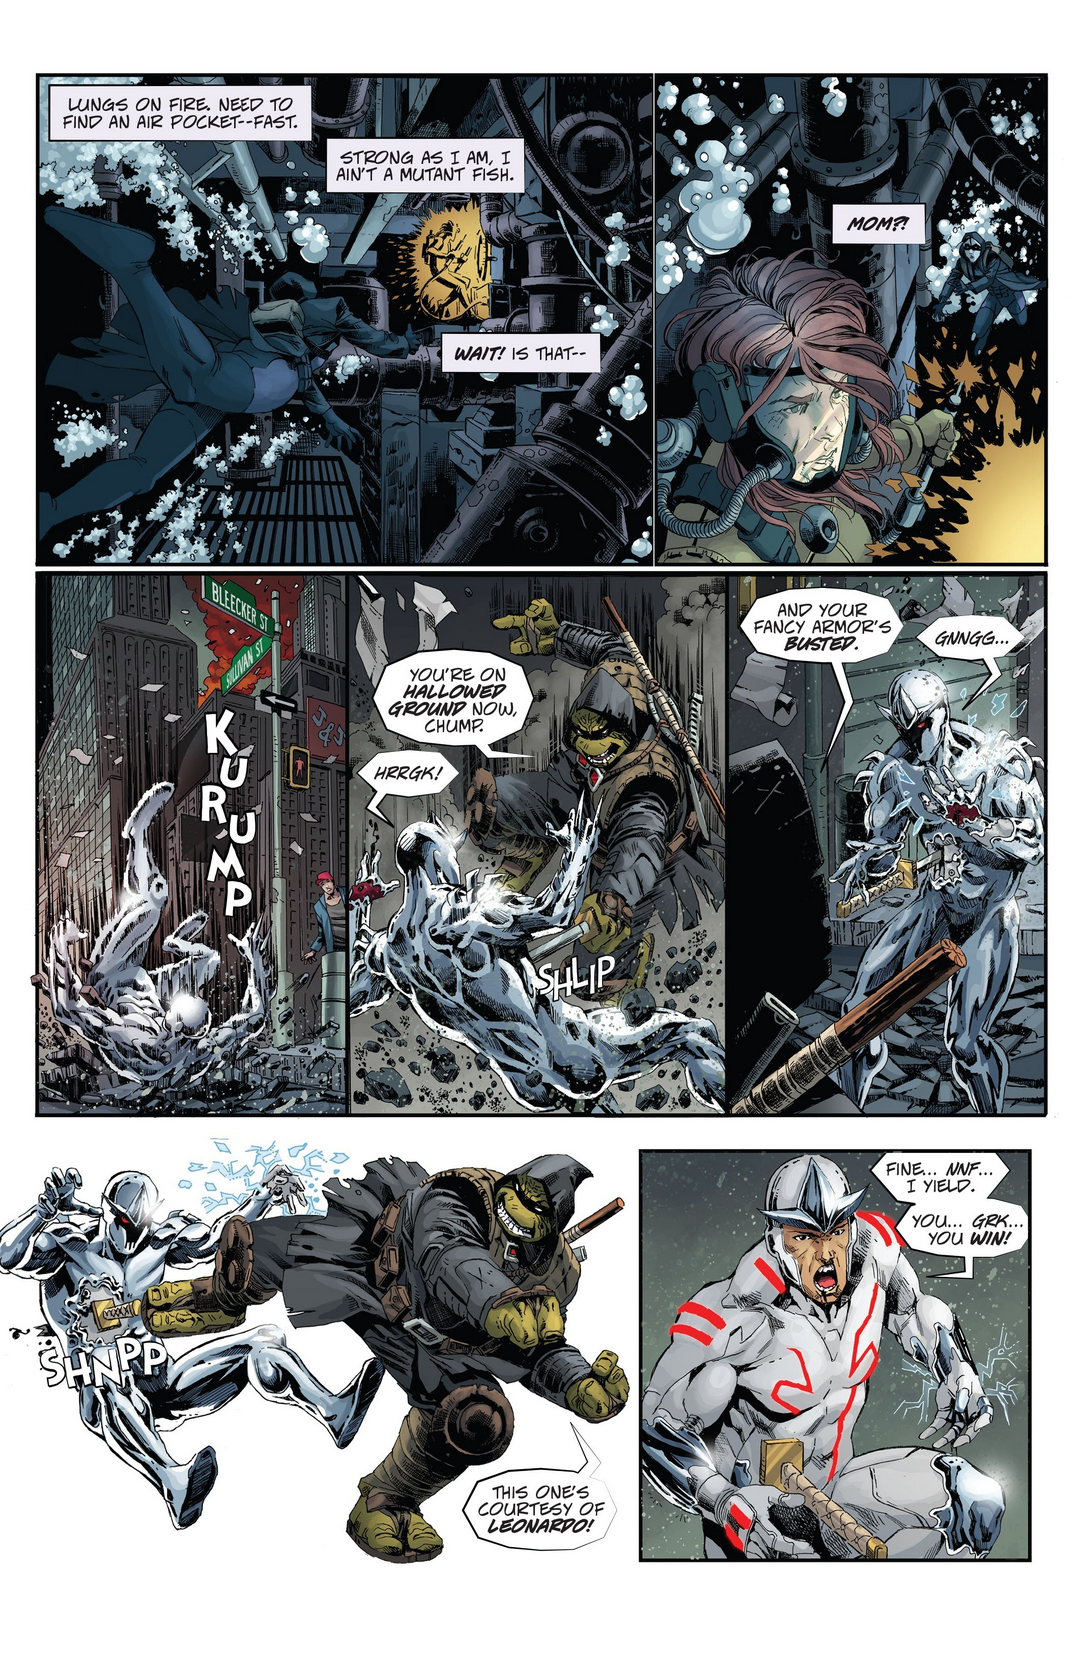 LUNGS ON FIRE. NEED TO
FIND AN AIR POCKET--FAST.
STRONG AS I AM, I
AIN'T A MUTANT FISH.
WAIT! IS THAT--
MOM?!
BLEECKER ST
SULLIVAN ST
J&J
KURUMP
YOU'RE ON
HALLOWED
GROUND NOW,
CHUMP.
HRRGK!
SHLIP
AND YOUR
FANCY ARMOR'S
BUSTED.
GNNGG...
SHNPP
THIS ONE'S
COURTESY OF
LEONARDO!
FINE... NNF...
I YIELD.
YOU... GRK...
YOU WIN!